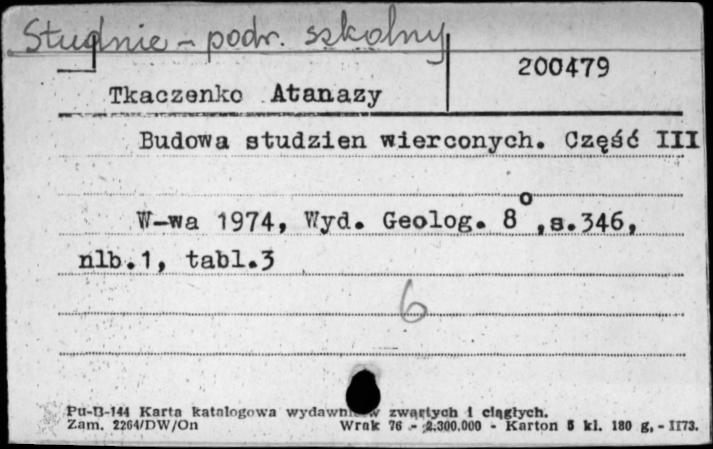 Studnie - podr. szkolny
200479
Tkaczenko Atanazy
Budowa studzien wierconych. Część III
W-wa 1974, Wyd. Geolog. 8°,s.346,
nlb.1, tabl.3
6
Pu-B-144 Karta katalogowa wydawnictw zwartych i ciągłych.
Zam. 2264/DW/On Wrak 76 - 2.300.000 - Karton 5 kl. 180 g. - II73.